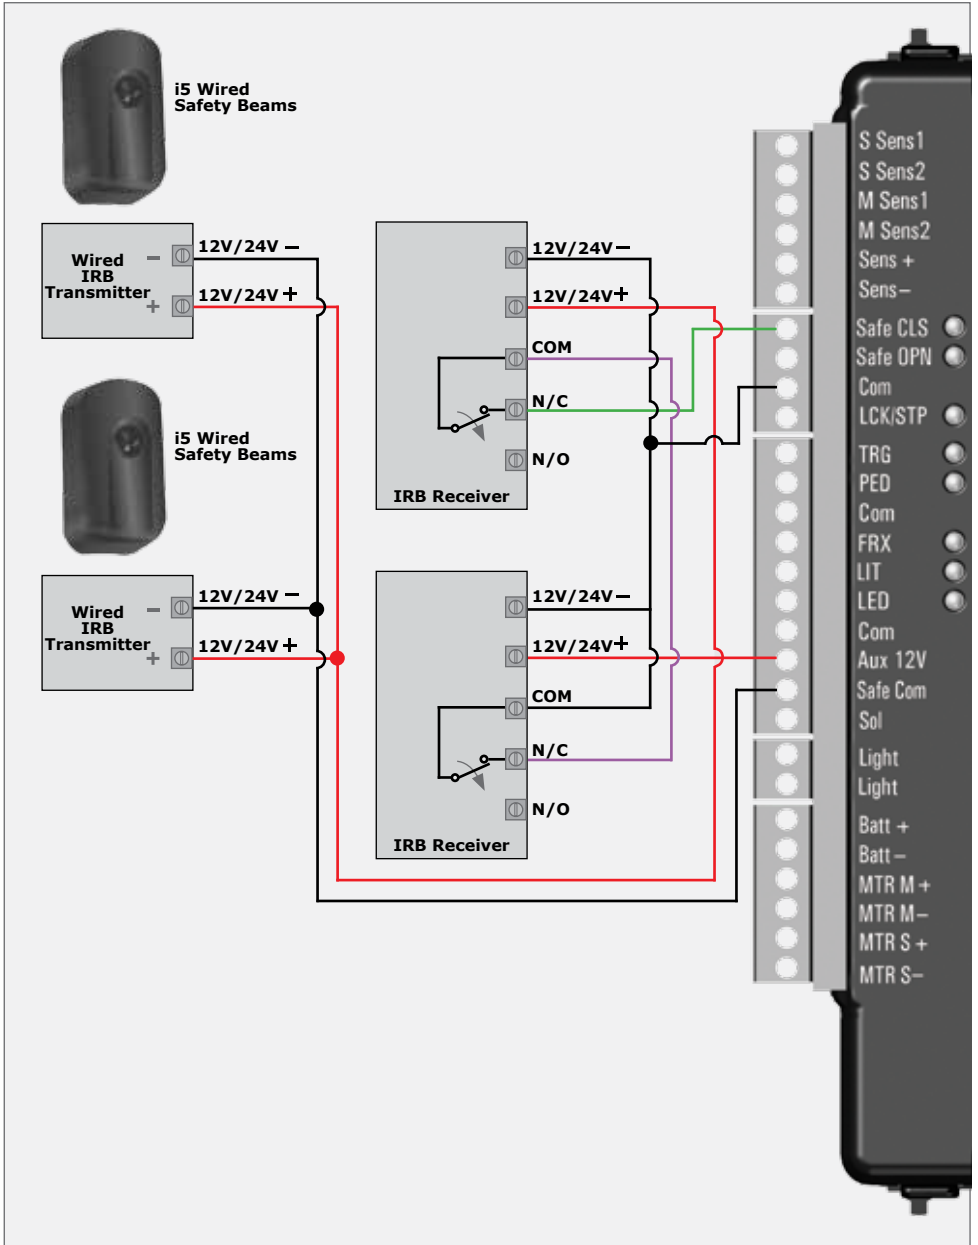 i5 Wired
Safety Beams
12V/24V −
Wired
IRB
Transmitter
−
+
12V/24V +
i5 Wired
Safety Beams
12V/24V −
Wired
IRB
Transmitter
−
+
12V/24V +
12V/24V −
12V/24V +
COM
N/C
N/O
IRB Receiver
12V/24V −
12V/24V +
COM
N/C
N/O
IRB Receiver
S Sens1
S Sens2
M Sens1
M Sens2
Sens +
Sens−
Safe CLS
Safe OPN
Com
LCK/STP
TRG
PED
Com
FRX
LIT
LED
Com
Aux 12V
Safe Com
Sol
Light
Light
Batt +
Batt −
MTR M +
MTR M−
MTR S +
MTR S−